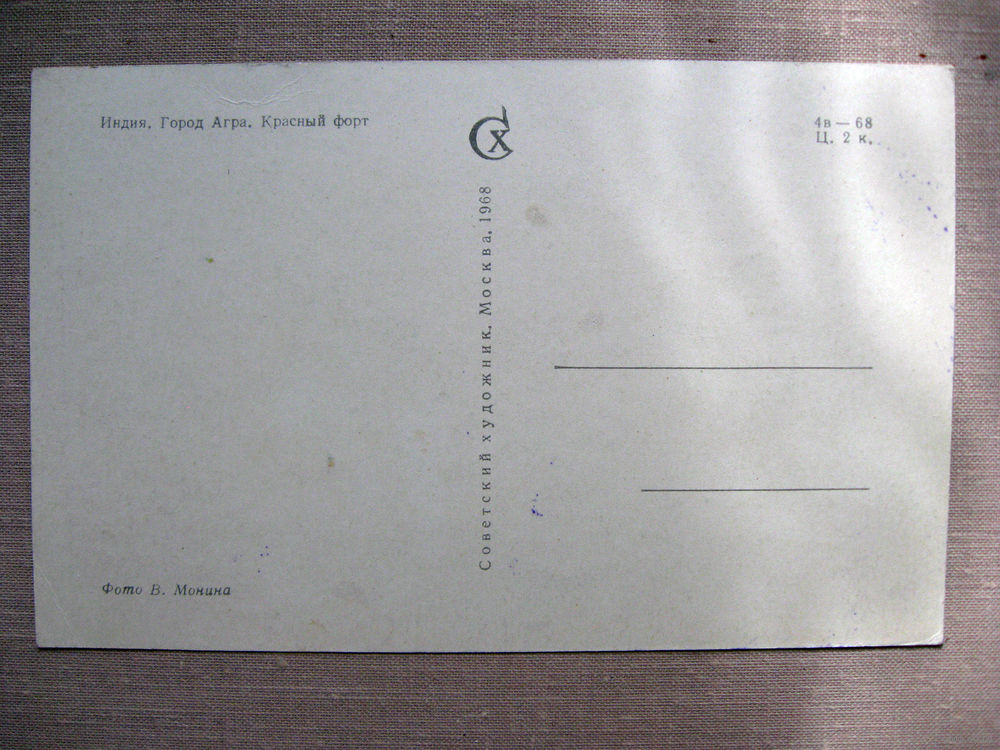 Индия. Город Агра. Красный форт
СХ
4в — 68
Ц. 2 к.
Советский художник. Москва. 1968
Фото В. Монина